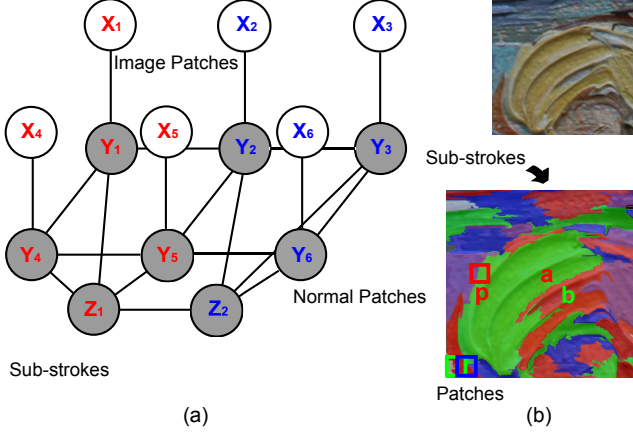 X1 X2 X3
Image Patches
X4 X5 X6
Y1 Y2 Y3
Y4 Y5 Y6
Normal Patches
Z1 Z2
Sub-strokes
(a)
Sub-strokes
a
b
p
Patches
(b)